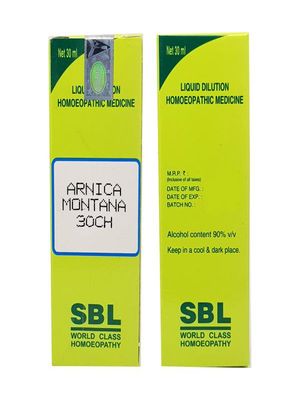 Net 30 ml
LIQUID DILUTION
HOMOEOPATHIC MEDICINE
ARNICA
MONTANA
30CH
SBL
WORLD CLASS
HOMOEOPATHY
Net 30 ml
LIQUID DILUTION
HOMOEOPATHIC MEDICINE
M.R.P. ₹ :
(Inclusive of all taxes)
DATE OF MFG. :
DATE OF EXP. :
BATCH NO. :
Alcohol content 90% v/v
Keep in a cool & dark place.
SBL
WORLD CLASS
HOMOEOPATHY